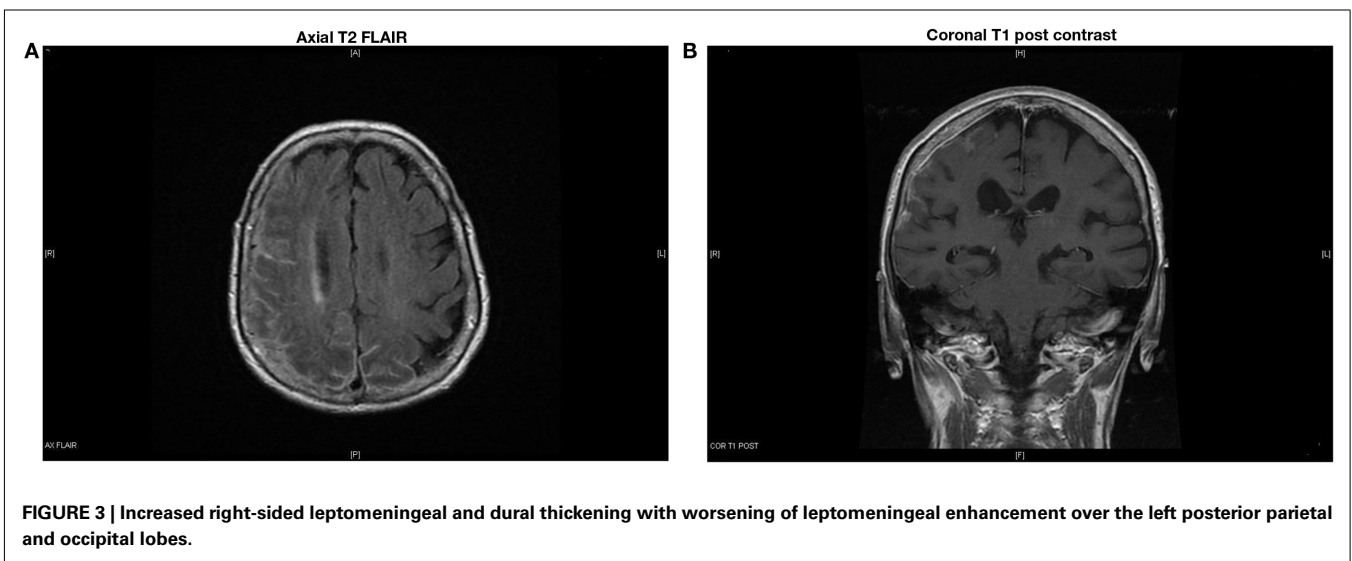 A
Axial T2 FLAIR
[A]
[R]
[L]
AX FLAIR
[P]
B
Coronal T1 post contrast
[H]
[R]
[L]
COR T1 POST
[F]
FIGURE 3 | Increased right-sided leptomeningeal and dural thickening with worsening of leptomeningeal enhancement over the left posterior parietal
and occipital lobes.